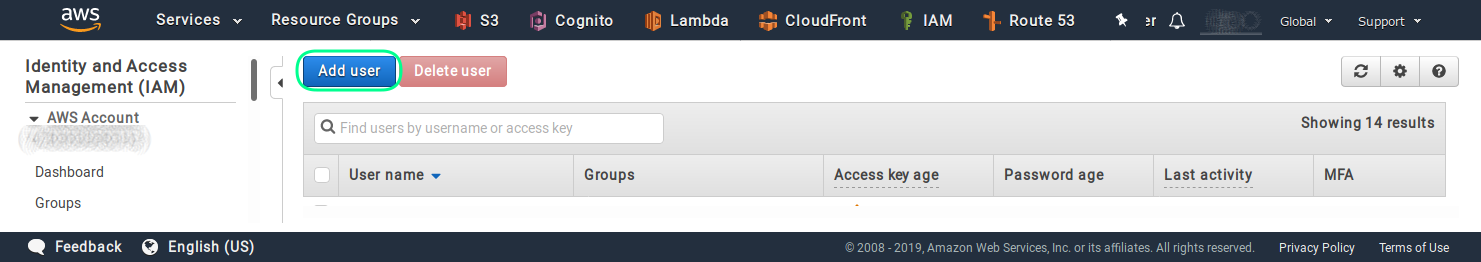 aws Services Resource Groups S3 Cognito Lambda CloudFront IAM Route 53 er Global Support
Identity and Access
Management (IAM)
AWS Account
Dashboard
Groups
Add user Delete user
Find users by username or access key Showing 14 results
User name Groups Access key age Password age Last activity MFA
Feedback English (US) © 2008 - 2019, Amazon Web Services, Inc. or its affiliates. All rights reserved. Privacy Policy Terms of Use